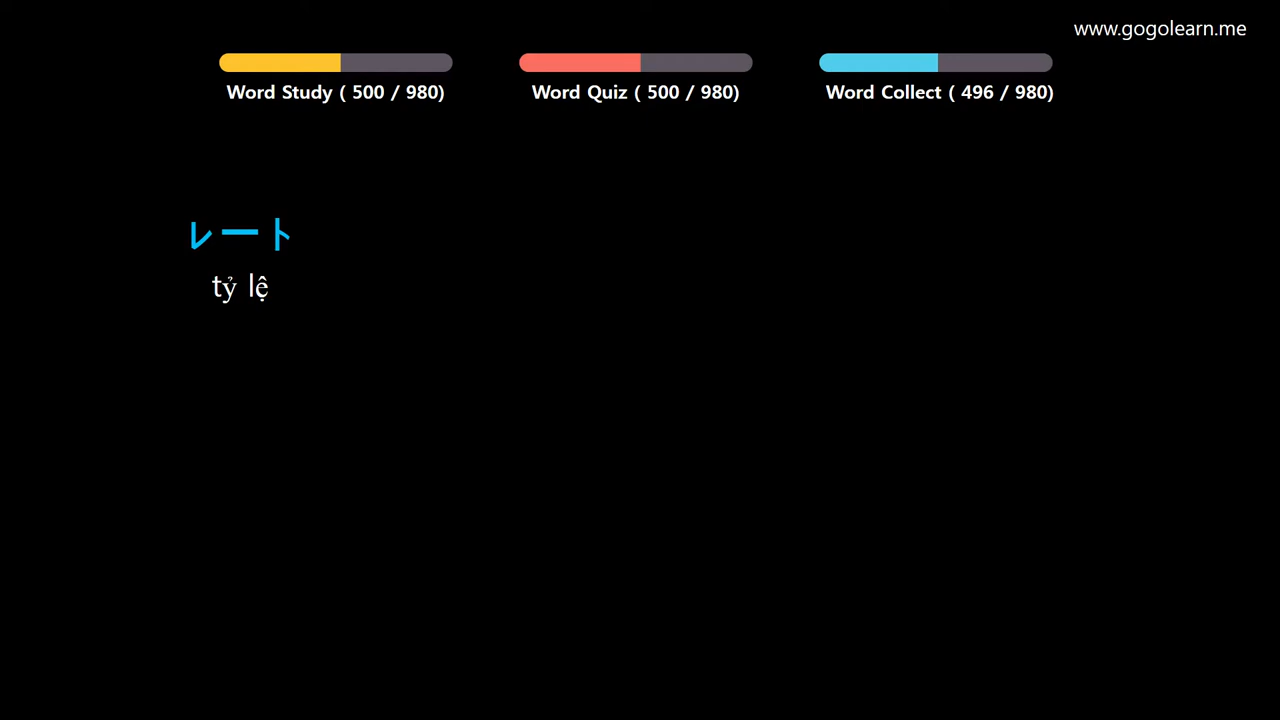 www.gogolearn.me
Word Study ( 500 / 980)
Word Quiz ( 500 / 980)
Word Collect ( 496 / 980)
レート
tỷ lệ